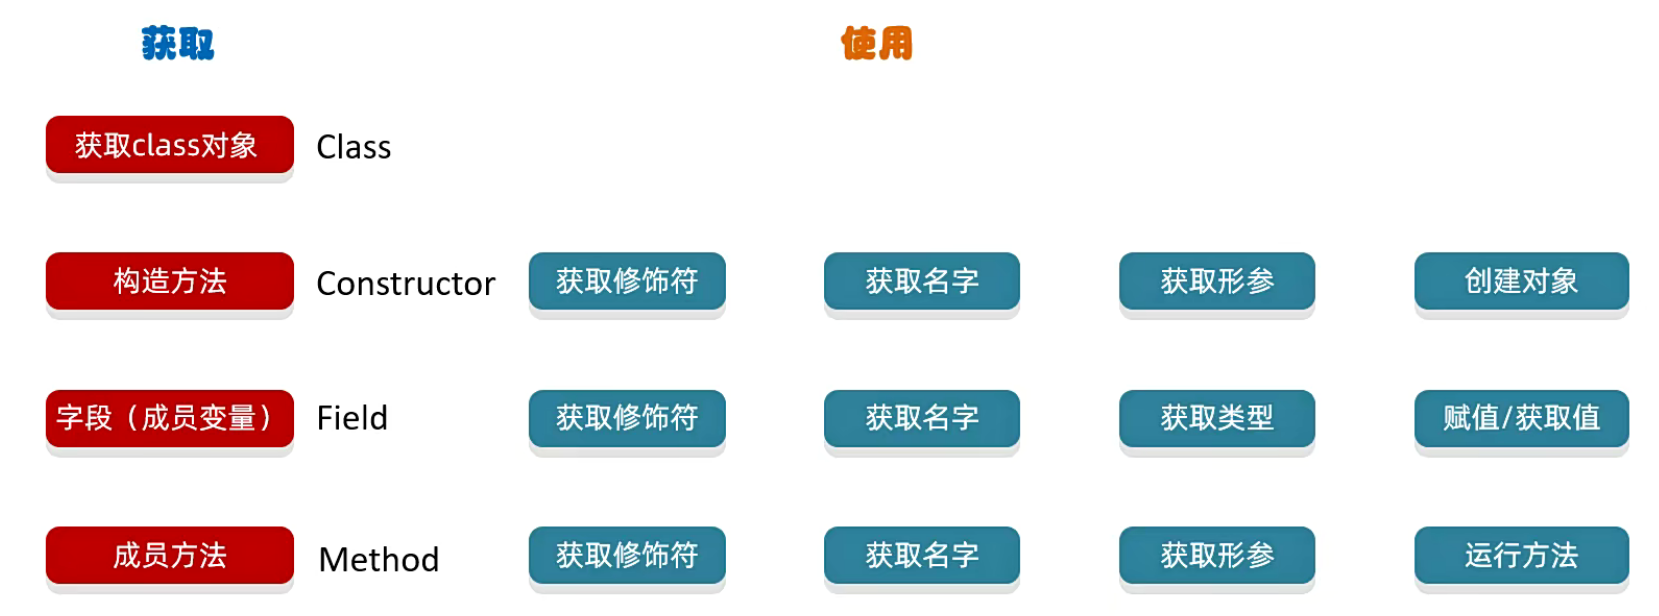 获取 使用
获取class对象 Class
构造方法 Constructor 获取修饰符 获取名字 获取形参 创建对象
字段（成员变量） Field 获取修饰符 获取名字 获取类型 赋值/获取值
成员方法 Method 获取修饰符 获取名字 获取形参 运行方法